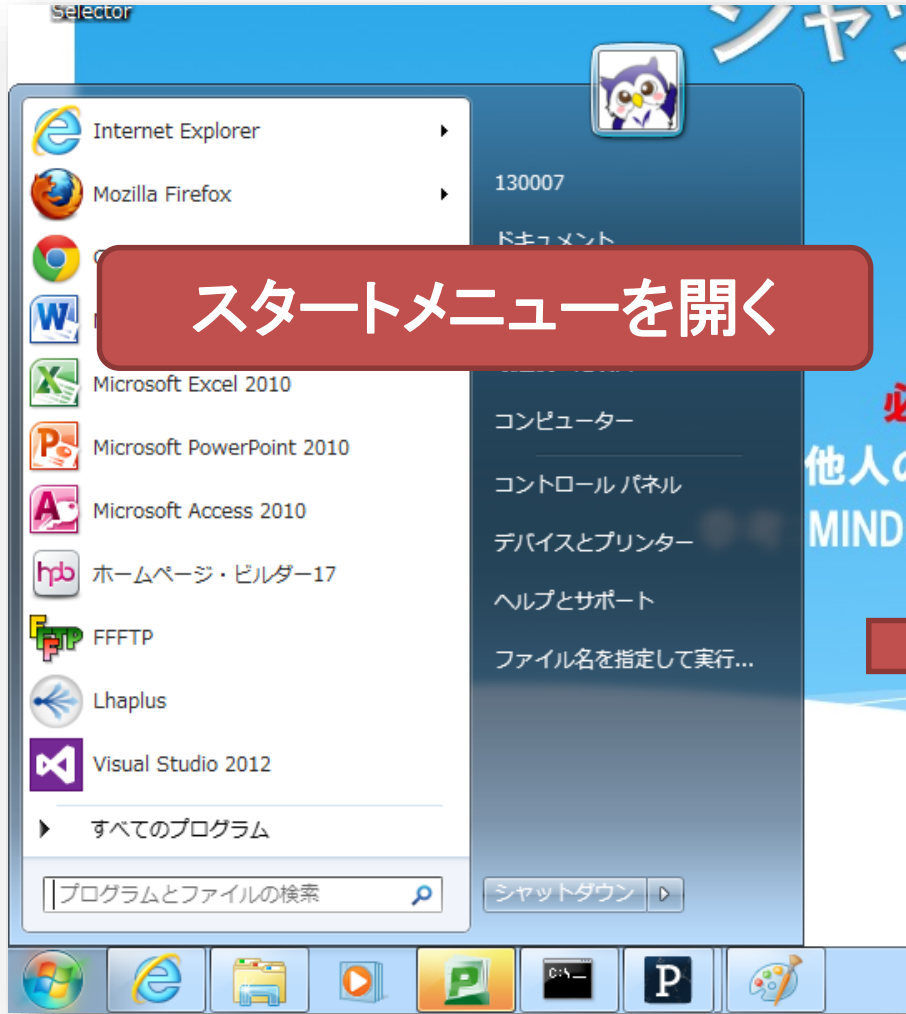 Selector
シャッ
Internet Explorer
Mozilla Firefox
Microsoft Excel 2010
Microsoft PowerPoint 2010
Microsoft Access 2010
ホームページ・ビルダー17
FFFTP
Lhaplus
Visual Studio 2012
すべてのプログラム
プログラムとファイルの検索
130007
ドキュメント
スタートメニューを開く
コンピューター
コントロール パネル
デバイスとプリンター
ヘルプとサポート
ファイル名を指定して実行...
シャットダウン
必
他人の
MIND